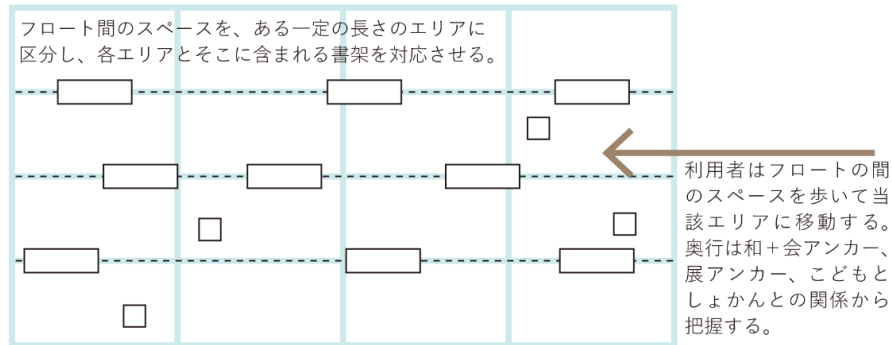 フロート間のスペースを、ある一定の長さのエリアに
区分し、各エリアとそこに含まれる書架を対応させる。
利用者はフロートの間
のスペースを歩いて当
該エリアに移動する。
奥行は和＋会アンカー、
展アンカー、こどもと
しょかんとの関係から
把握する。